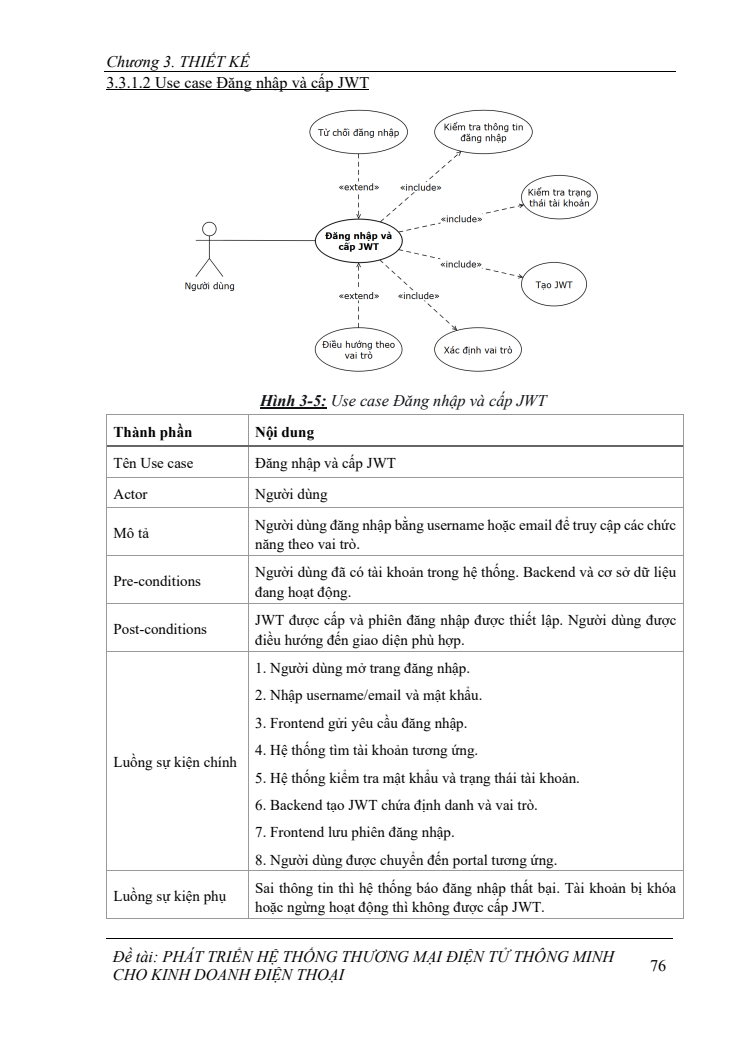 Chương 3. THIẾT KẾ
3.3.1.2 Use case Đăng nhập và cấp JWT
Từ chối đăng nhập
Kiểm tra thông tin
đăng nhập
«extend»
«include»
Kiểm tra trạng
thái tài khoản
«include»
Đăng nhập và
cấp JWT
«include»
Người dùng
Tạo JWT
«extend»
«include»
Điều hướng theo
vai trò
Xác định vai trò
Hình 3-5: Use case Đăng nhập và cấp JWT
Thành phần
Nội dung
Tên Use case
Đăng nhập và cấp JWT
Actor
Người dùng
Mô tả
Người dùng đăng nhập bằng username hoặc email để truy cập các chức
năng theo vai trò.
Pre-conditions
Người dùng đã có tài khoản trong hệ thống. Backend và cơ sở dữ liệu
đang hoạt động.
Post-conditions
JWT được cấp và phiên đăng nhập được thiết lập. Người dùng được
điều hướng đến giao diện phù hợp.
Luồng sự kiện chính
1. Người dùng mở trang đăng nhập.
2. Nhập username/email và mật khẩu.
3. Frontend gửi yêu cầu đăng nhập.
4. Hệ thống tìm tài khoản tương ứng.
5. Hệ thống kiểm tra mật khẩu và trạng thái tài khoản.
6. Backend tạo JWT chứa định danh và vai trò.
7. Frontend lưu phiên đăng nhập.
8. Người dùng được chuyển đến portal tương ứng.
Luồng sự kiện phụ
Sai thông tin thì hệ thống báo đăng nhập thất bại. Tài khoản bị khóa
hoặc ngừng hoạt động thì không được cấp JWT.
Đề tài: PHÁT TRIỂN HỆ THỐNG THƯƠNG MẠI ĐIỆN TỬ THÔNG MINH
CHO KINH DOANH ĐIỆN THOẠI
76